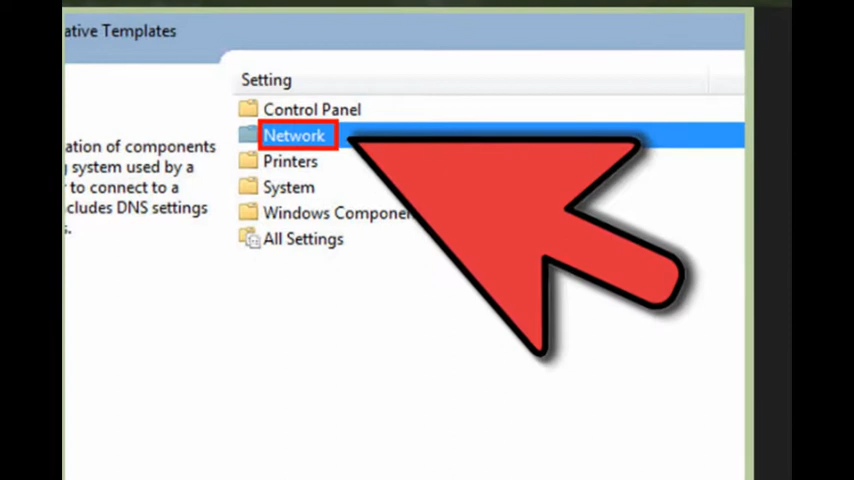 ative Templates
Setting
Control Panel
Network
Printers
System
Windows Componen
All Settings
ation of components
system used by a
to connect to a
cludes DNS settings
s.